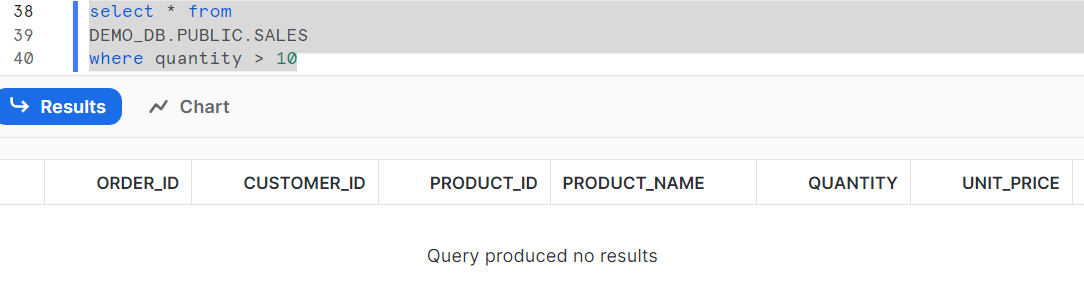 38 select * from
39 DEMO_DB.PUBLIC.SALES
40 where quantity > 10
Results Chart
ORDER_ID CUSTOMER_ID PRODUCT_ID PRODUCT_NAME QUANTITY UNIT_PRICE
Query produced no results